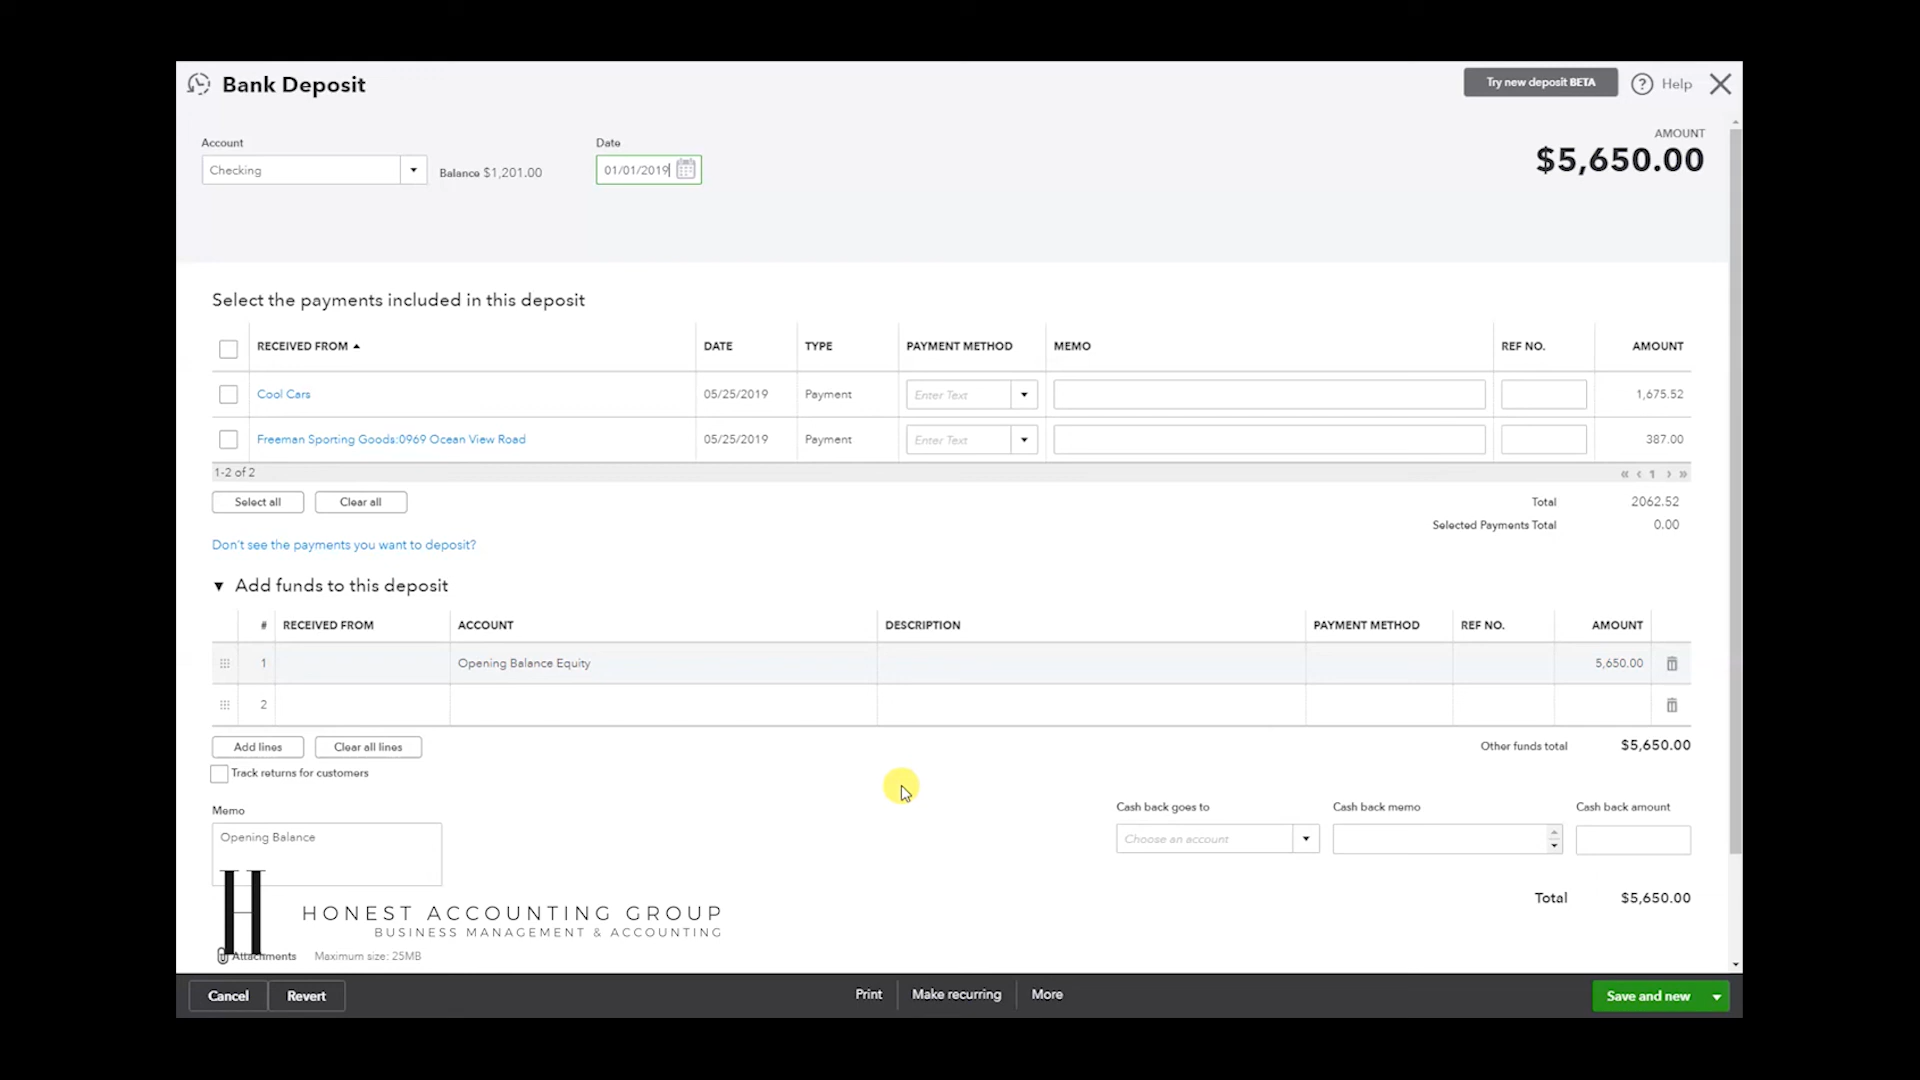 Bank Deposit
Try new deposit BETA
? Help
Account
Checking
Balance $1,201.00
Date
01/01/2019
AMOUNT
$5,650.00
Select the payments included in this deposit
RECEIVED FROM DATE TYPE PAYMENT METHOD MEMO REF NO. AMOUNT
Cool Cars 05/25/2019 Payment Enter Text 1,675.52
Freeman Sporting Goods:0969 Ocean View Road 05/25/2019 Payment Enter Text 387.00
1-2 of 2 « ‹ 1 › »
Select all Clear all Total 2062.52
Selected Payments Total 0.00
Don't see the payments you want to deposit?
Add funds to this deposit
# RECEIVED FROM ACCOUNT DESCRIPTION PAYMENT METHOD REF NO. AMOUNT
1 Opening Balance Equity 5,650.00
2
Add lines Clear all lines Other funds total $5,650.00
Track returns for customers
Memo
Opening Balance
Cash back goes to Cash back memo Cash back amount
Choose an account
Total $5,650.00
H
HONEST ACCOUNTING GROUP
BUSINESS MANAGEMENT & ACCOUNTING
Attachments Maximum size: 25MB
Cancel Revert Print Make recurring More Save and new